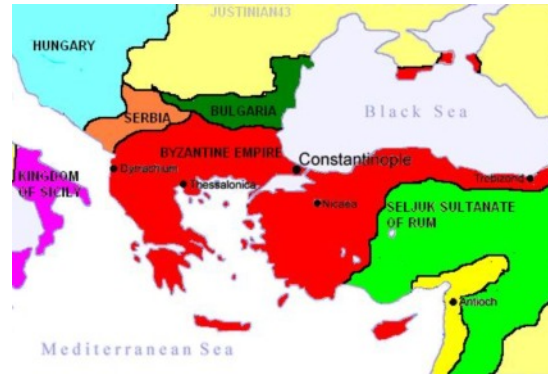 JUSTINIAN43
HUNGARY
Black Sea
BULGARIA
SERBIA
BYZANTINE EMPIRE
Constantinople
Dyrrachium
KINGDOM
OF SICILY
Thessalonica
Trebizond
Nicaea
SELJUK SULTANATE
OF RUM
Antioch
Mediterranean Sea